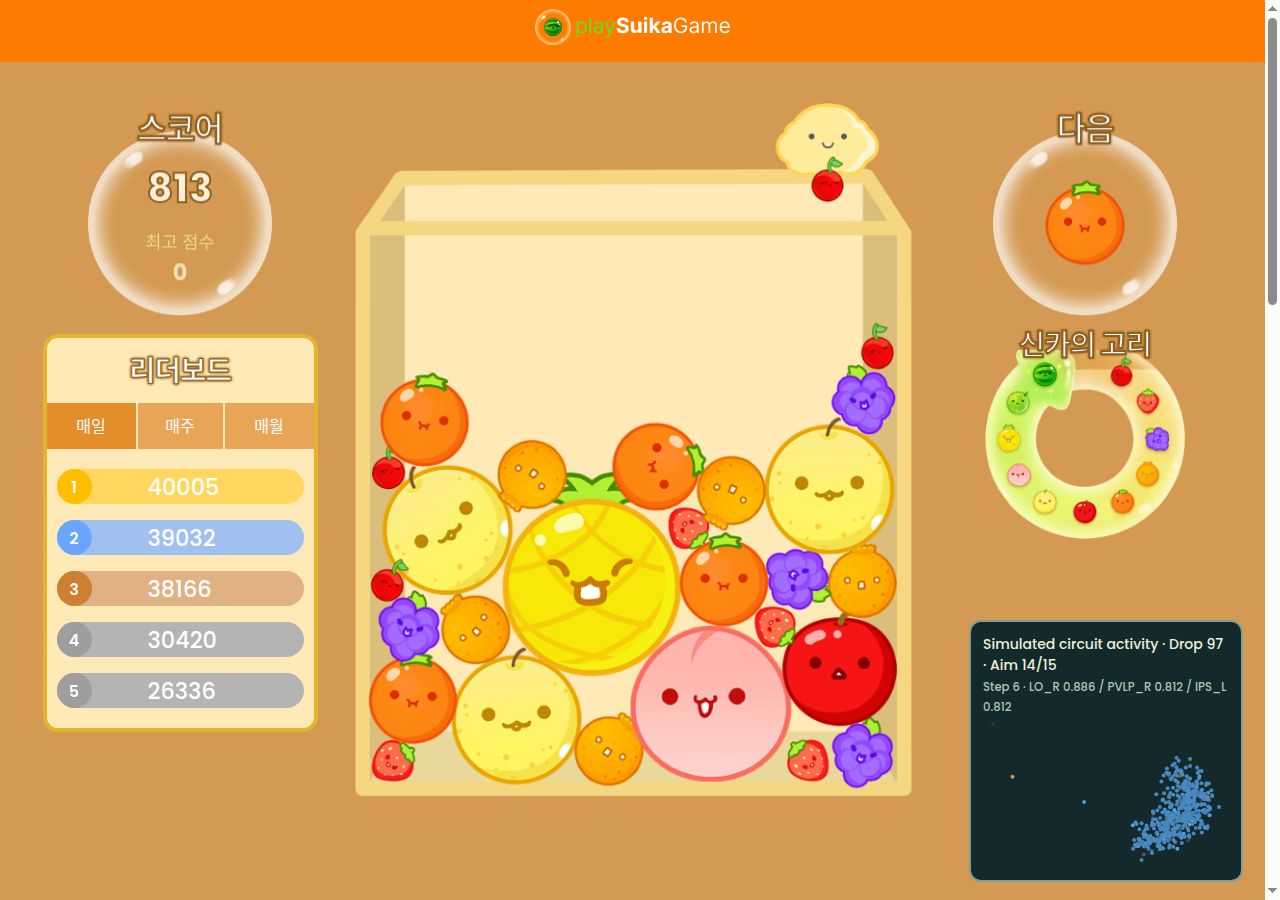 playSuikaGame
스코어
813
최고 점수
0
다음
리더보드
매일 매주 매월
1 40005
2 39032
3 38166
4 30420
5 26336
신카의 고리
Simulated circuit activity · Drop 97
· Aim 14/15
Step 6 · LO_R 0.886 / PVLP_R 0.812 / IPS_L
0.812